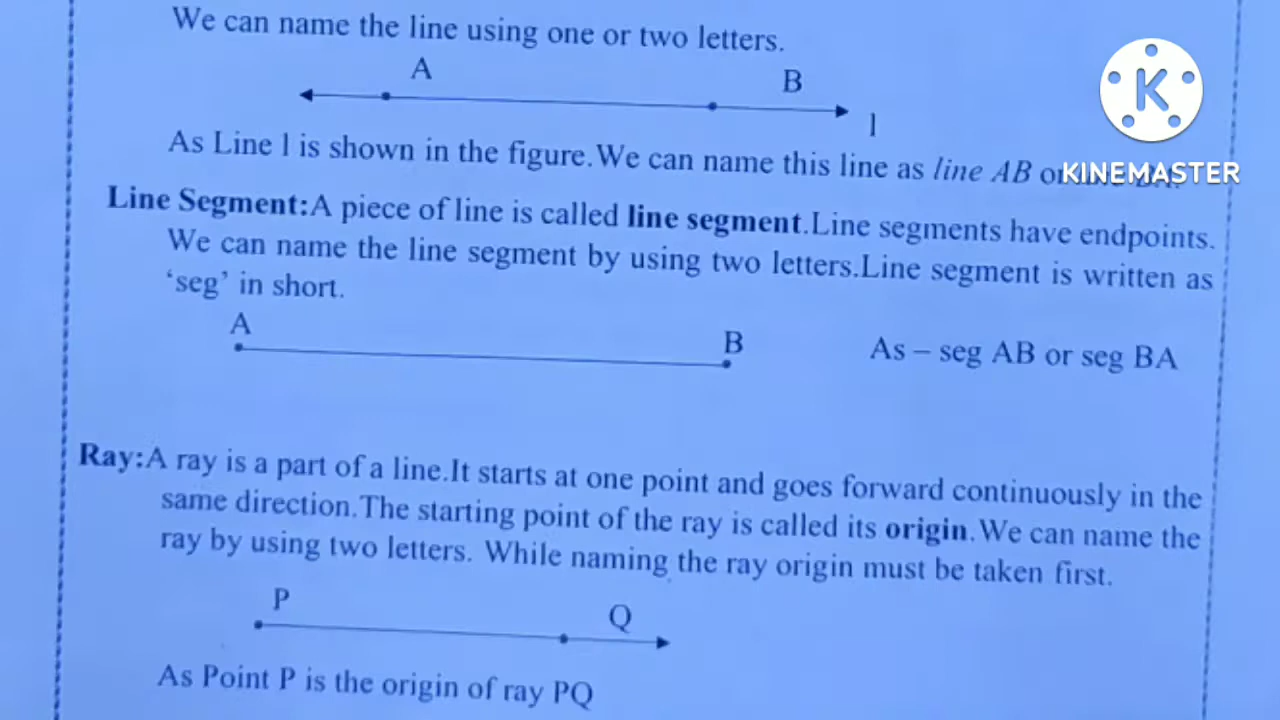 We can name the line using one or two letters.
A
B
l
As Line l is shown in the figure.We can name this line as line AB or
Line Segment:A piece of line is called line segment.Line segments have endpoints.
We can name the line segment by using two letters.Line segment is written as
‘seg’ in short.
A
B
As – seg AB or seg BA
Ray:A ray is a part of a line.It starts at one point and goes forward continuously in the
same direction.The starting point of the ray is called its origin.We can name the
ray by using two letters. While naming the ray origin must be taken first.
P
Q
As Point P is the origin of ray PQ
K
KINEMASTER